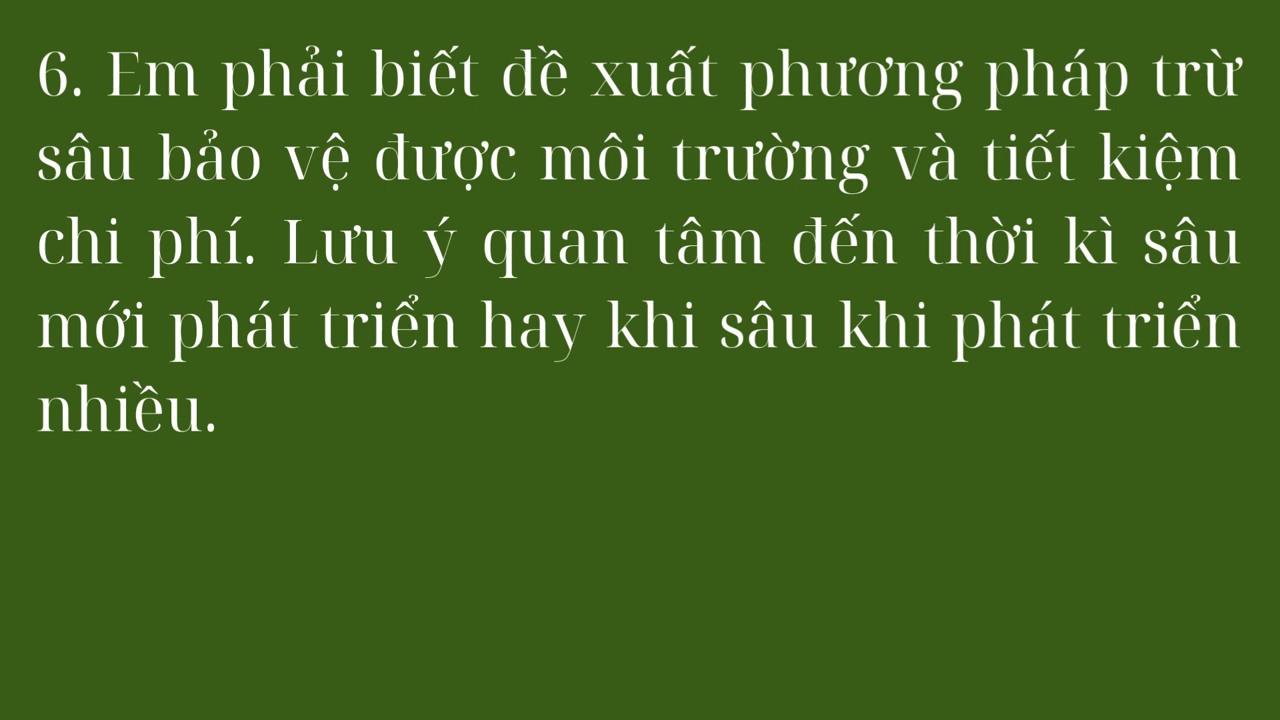 6. Em phải biết đề xuất phương pháp trừ
sâu bảo vệ được môi trường và tiết kiệm
chi phí. Lưu ý quan tâm đến thời kì sâu
mới phát triển hay khi sâu khi phát triển
nhiều.